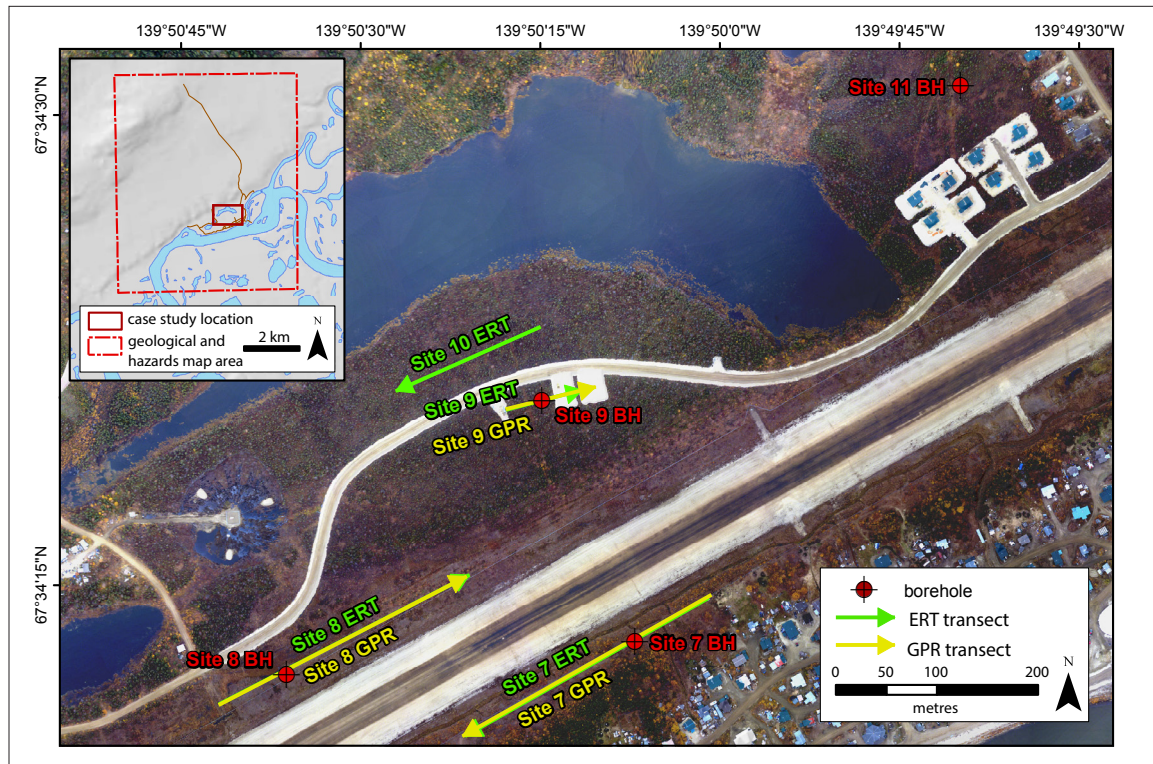 139°50'45"W 139°50'30"W 139°50'15"W 139°50'00"W 139°49'45"W 139°49'30"W
67°34'30"N
67°34'15"N
case study location
geological and
hazards map area
2 km
N
Site 11 BH
Site 10 ERT
Site 9 ERT
Site 9 BH
Site 9 GPR
Site 8 ERT
Site 8 BH
Site 8 GPR
Site 7 ERT
Site 7 BH
Site 7 GPR
borehole
ERT transect
GPR transect
0 50 100 200
metres
N